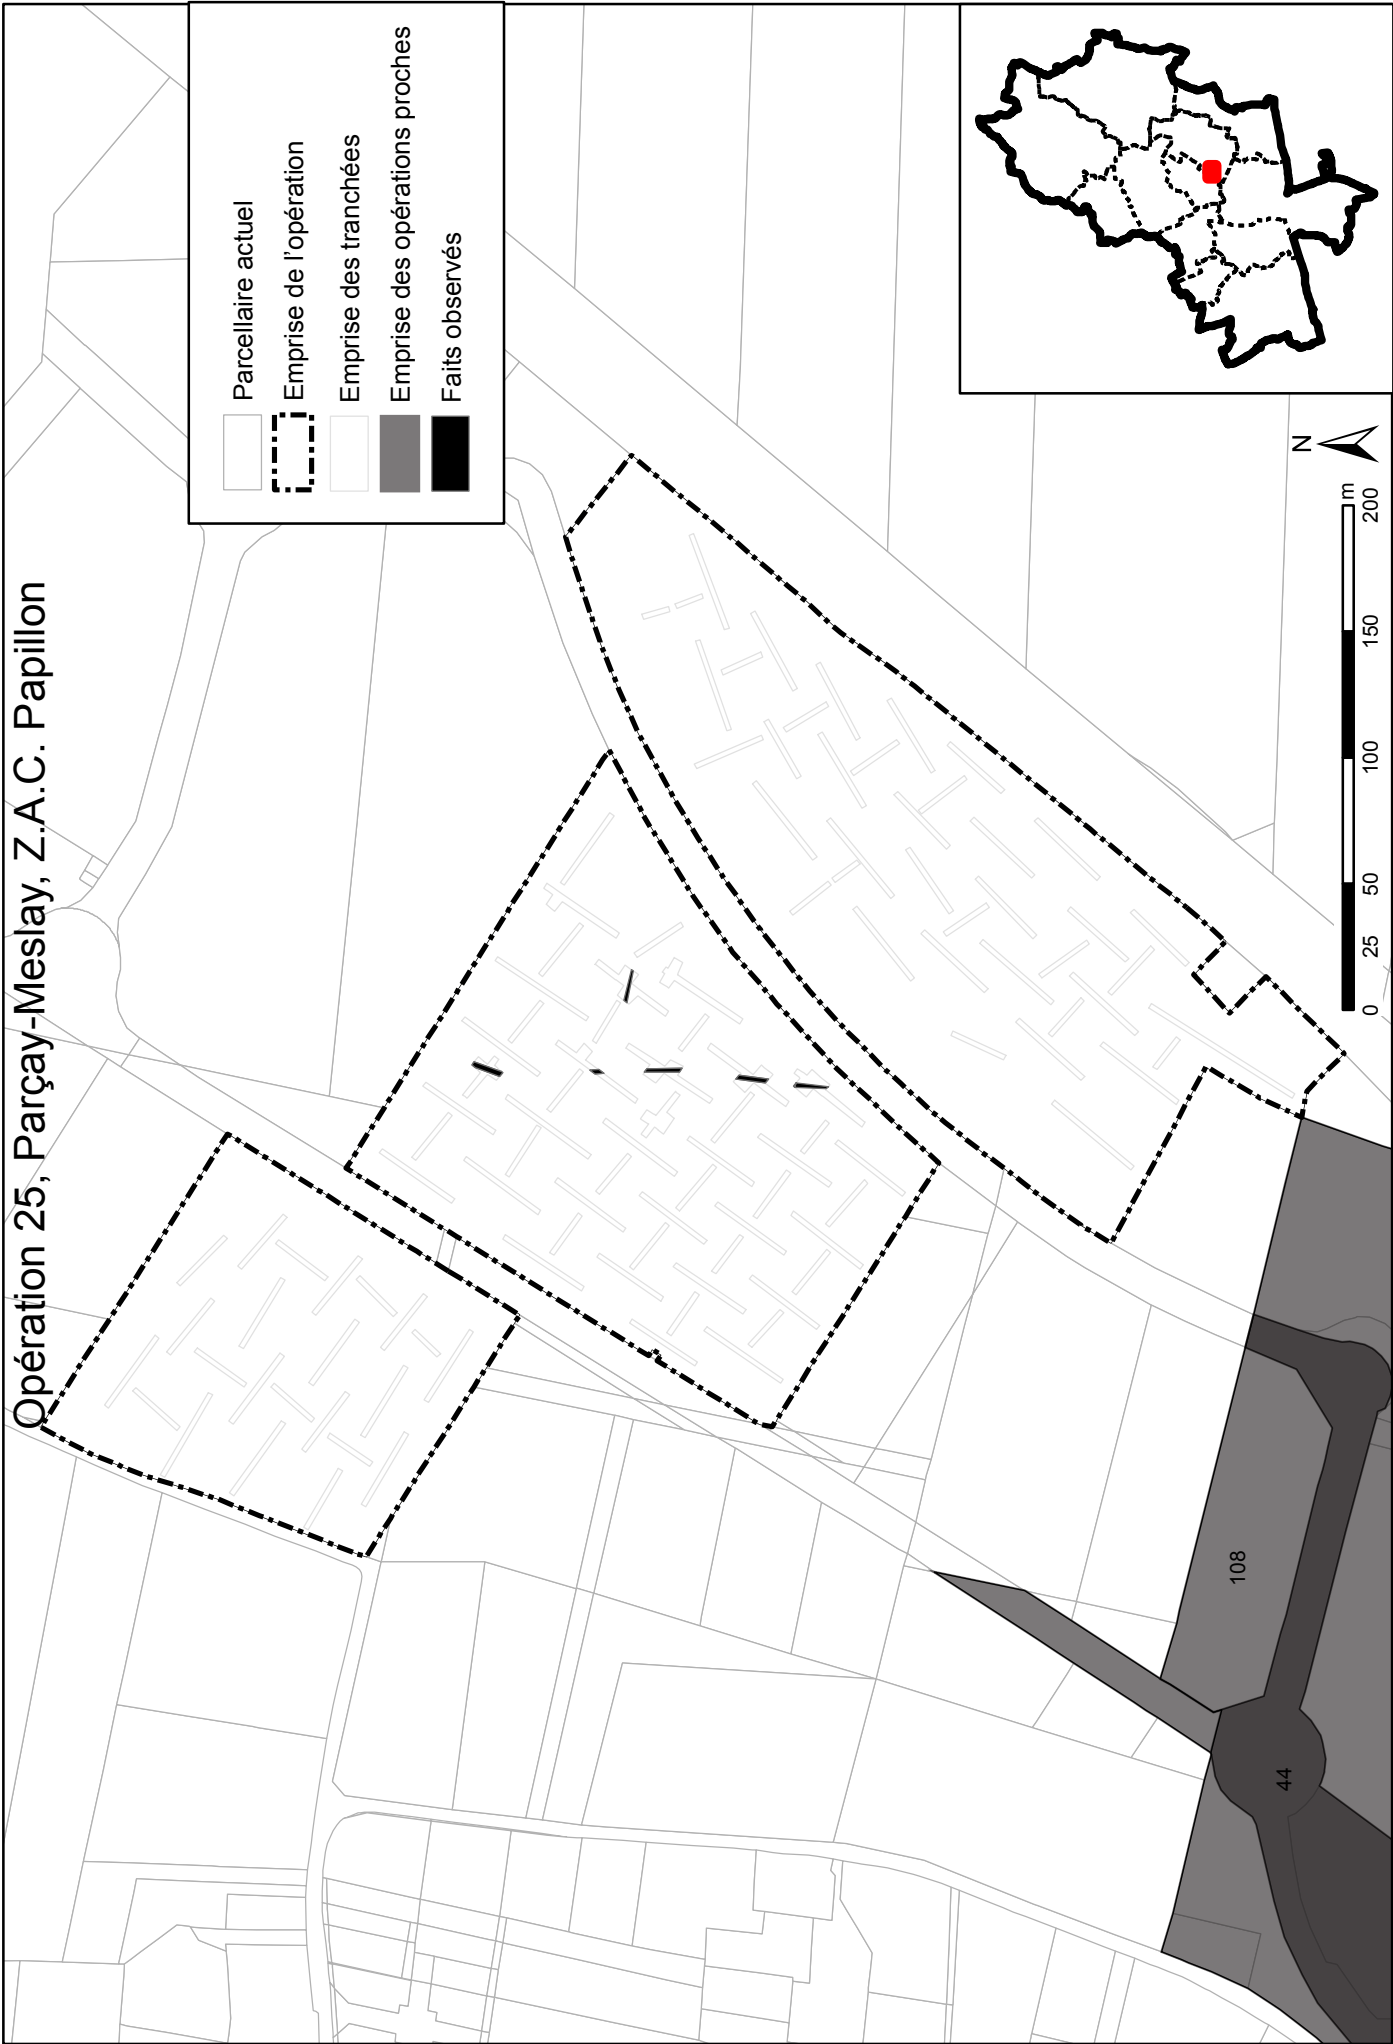 Opération 25, Parçay-Meslay, Z.A.C. Papillon
Parcellaire actuel
Emprise de l'opération
Emprise des tranchées
Emprise des opérations proches
Faits observés
108
44
N
0 25 50 100 150 200
m